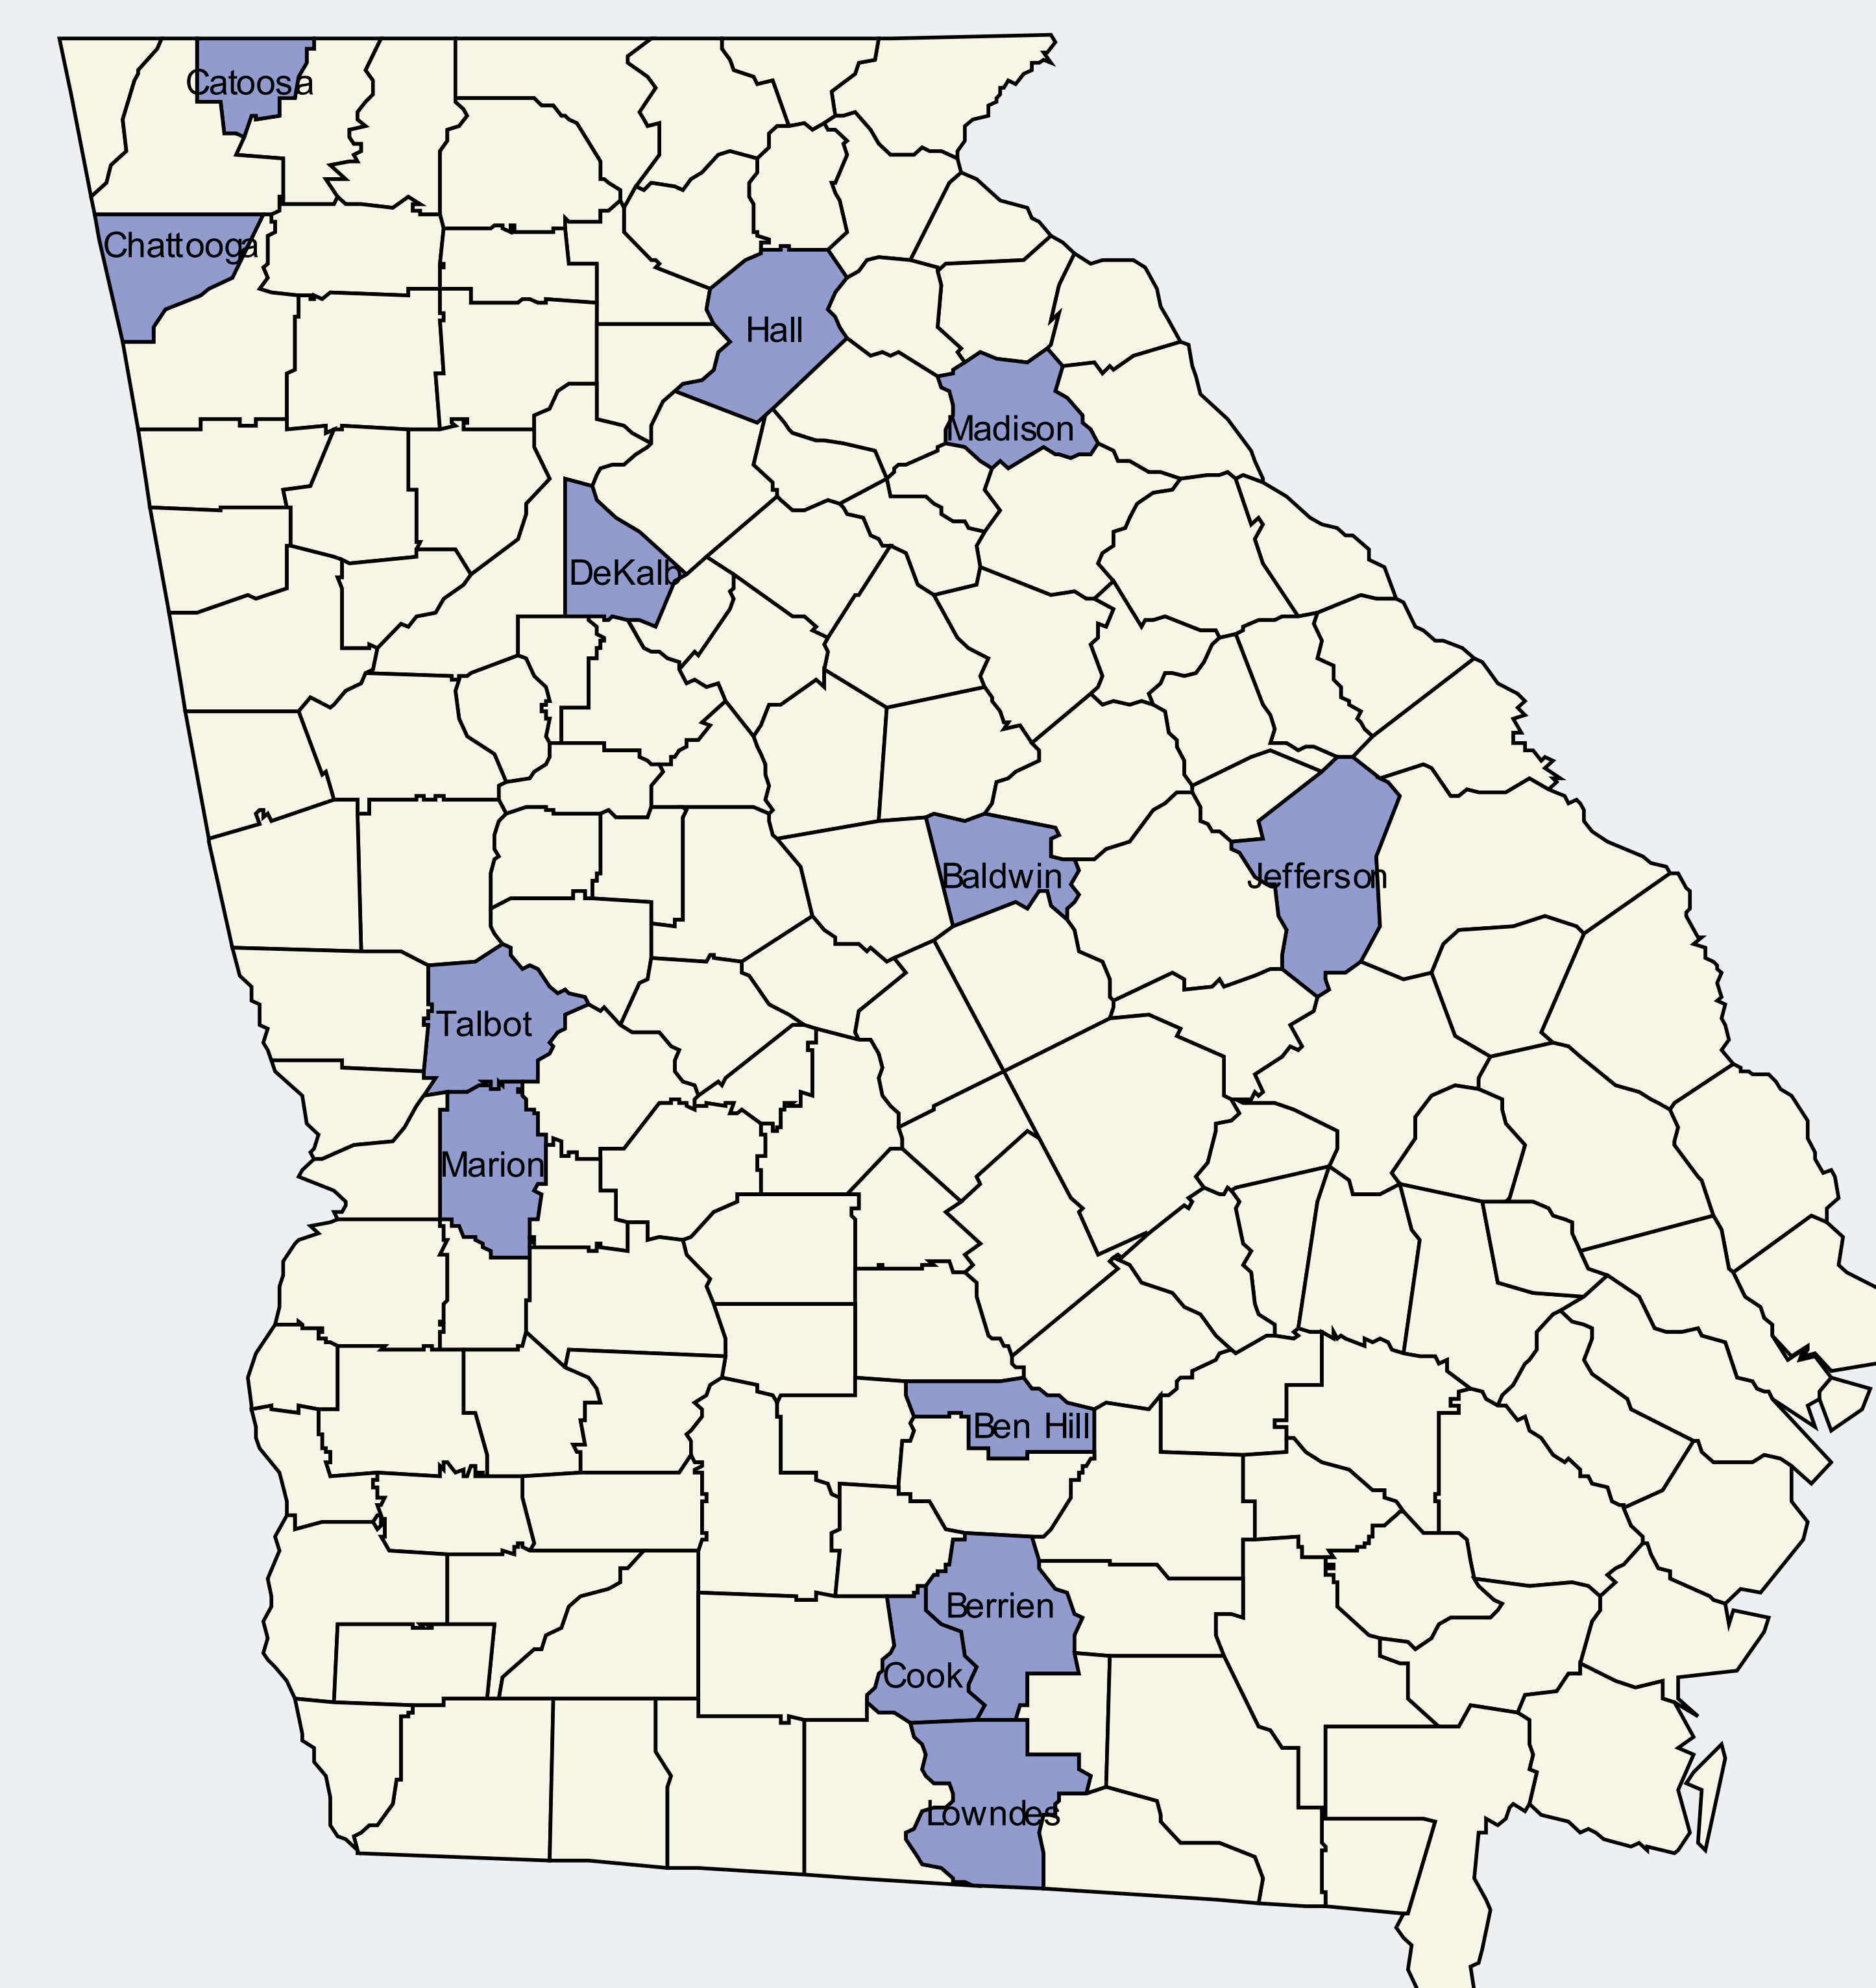 Catoosa
Chattooga
Hall
Madison
DeKalb
Baldwin
Jefferson
Talbot
Marion
Ben Hill
Berrien
Cook
Lowndes